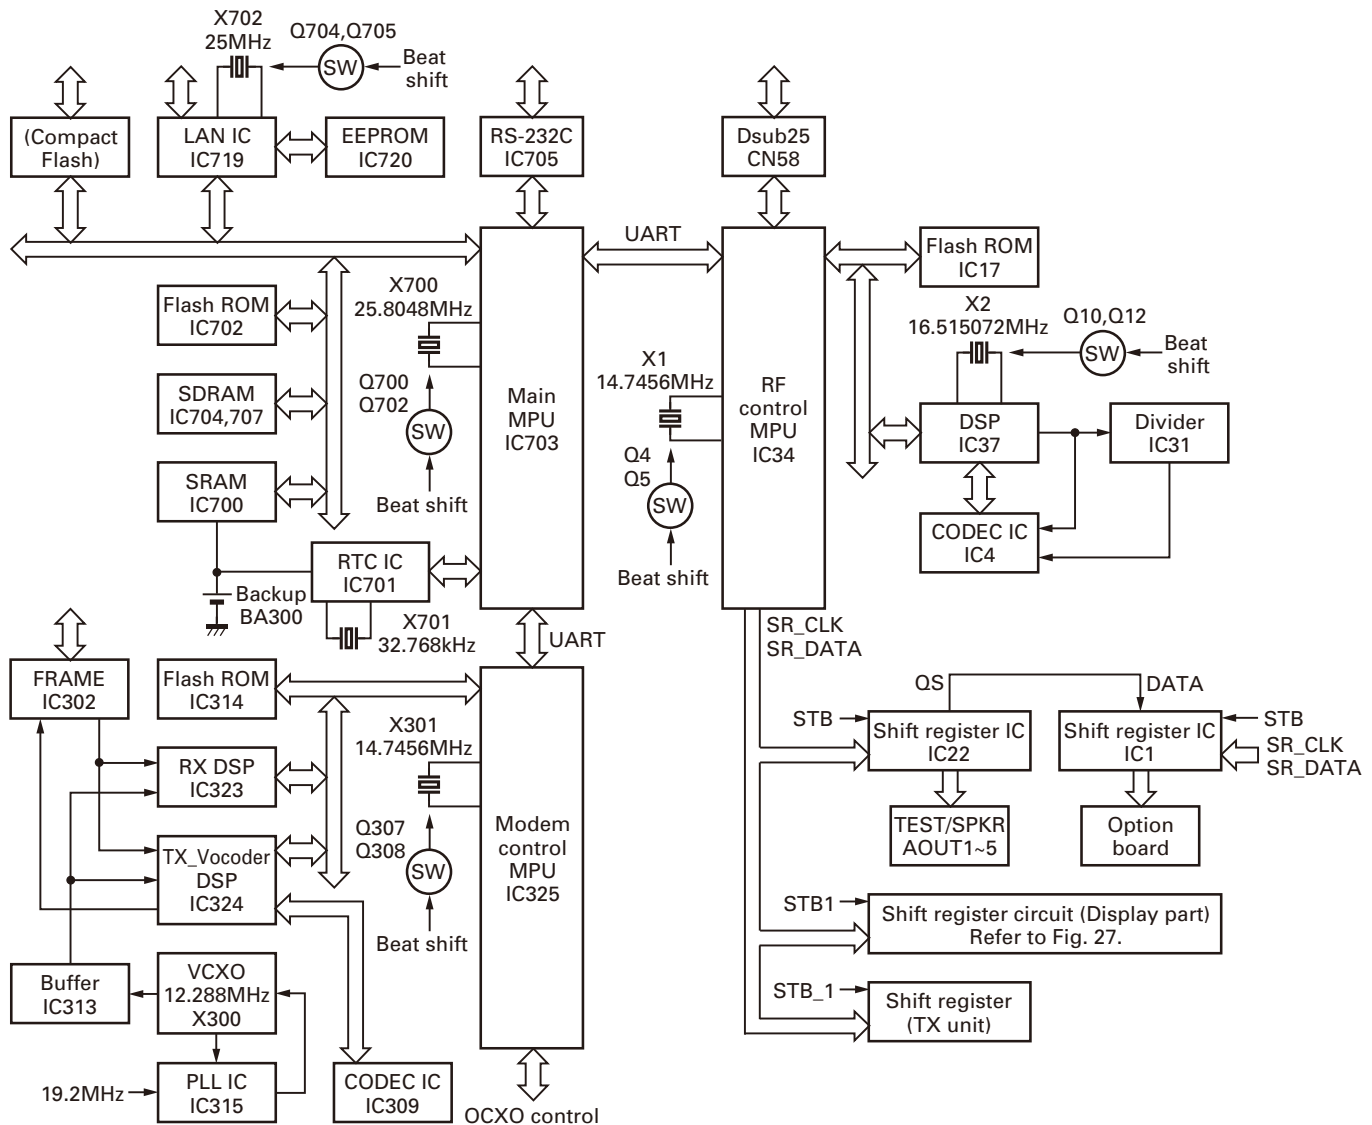 X702
25MHz
Q704,Q705
SW
Beat
shift
(Compact
Flash)
LAN IC
IC719
EEPROM
IC720
RS-232C
IC705
Dsub25
CN58
UART
Flash ROM
IC17
Flash ROM
IC702
X700
25.8048MHz
X2
16.515072MHz
Q10,Q12
SW
Beat
shift
SDRAM
IC704,707
Q700
Q702
SW
Beat shift
Main
MPU
IC703
X1
14.7456MHz
Q4
Q5
SW
Beat shift
RF
control
MPU
IC34
DSP
IC37
Divider
IC31
SRAM
IC700
CODEC IC
IC4
RTC IC
IC701
Backup
BA300
X701
32.768kHz
UART
SR_CLK
SR_DATA
FRAME
IC302
Flash ROM
IC314
X301
14.7456MHz
QS
DATA
STB
Shift register IC
IC22
Shift register IC
IC1
STB
SR_CLK
SR_DATA
RX DSP
IC323
TEST/SPKR
AOUT1~5
Option
board
Q307
Q308
SW
Beat shift
Modem
control
MPU
IC325
TX_Vocoder
DSP
IC324
STB1
Shift register circuit (Display part)
Refer to Fig. 27.
Buffer
IC313
VCXO
12.288MHz
X300
STB_1
Shift register
(TX unit)
19.2MHz
PLL IC
IC315
CODEC IC
IC309
OCXO control